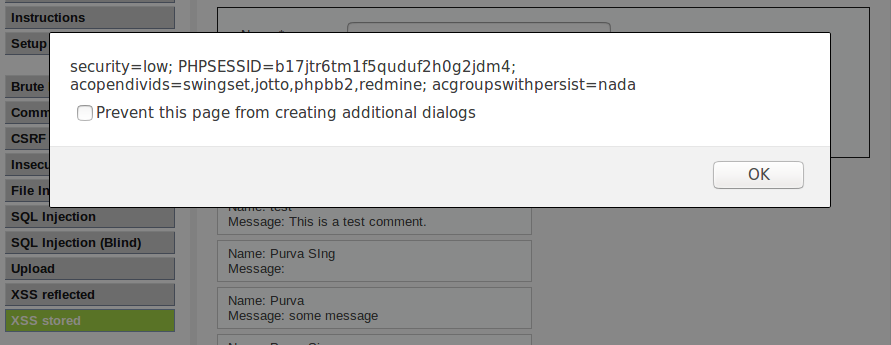 Instructions
Setup
Name *
security=low; PHPSESSID=b17jtr6tm1f5quduf2h0g2jdm4;
acopendivids=swingset,jotto,phpbb2,redmine; acgroupswithpersist=nada
Prevent this page from creating additional dialogs
OK
Brute
Comm
CSRF
Insecu
File In
SQL Injection
SQL Injection (Blind)
Upload
XSS reflected
XSS stored
Name: test
Message: This is a test comment.
Name: Purva SIng
Message:
Name: Purva
Message: some message